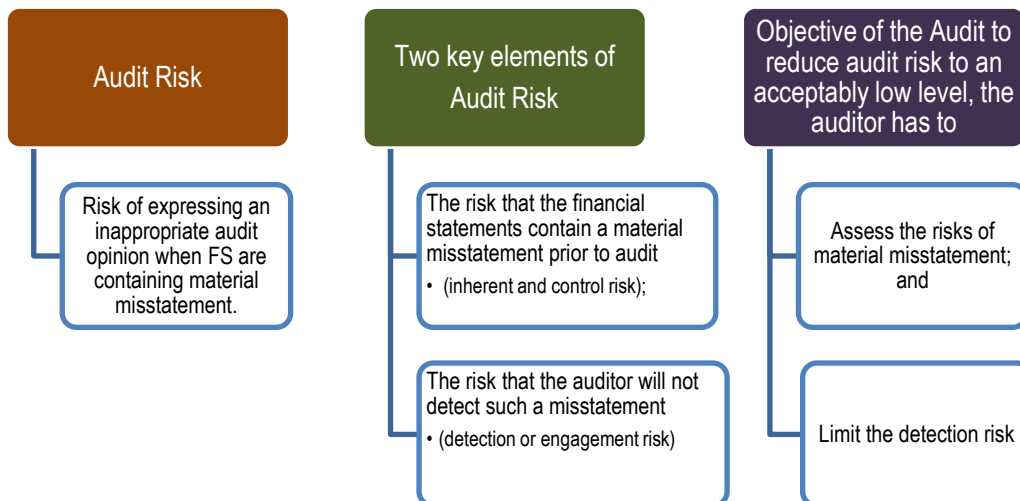 Audit Risk
Risk of expressing an
inappropriate audit
opinion when FS are
containing material
misstatement.
Two key elements of
Audit Risk
The risk that the financial
statements contain a material
misstatement prior to audit
• (inherent and control risk);
The risk that the auditor will not
detect such a misstatement
• (detection or engagement risk)
Objective of the Audit to
reduce audit risk to an
acceptably low level, the
auditor has to
Assess the risks of
material misstatement;
and
Limit the detection risk